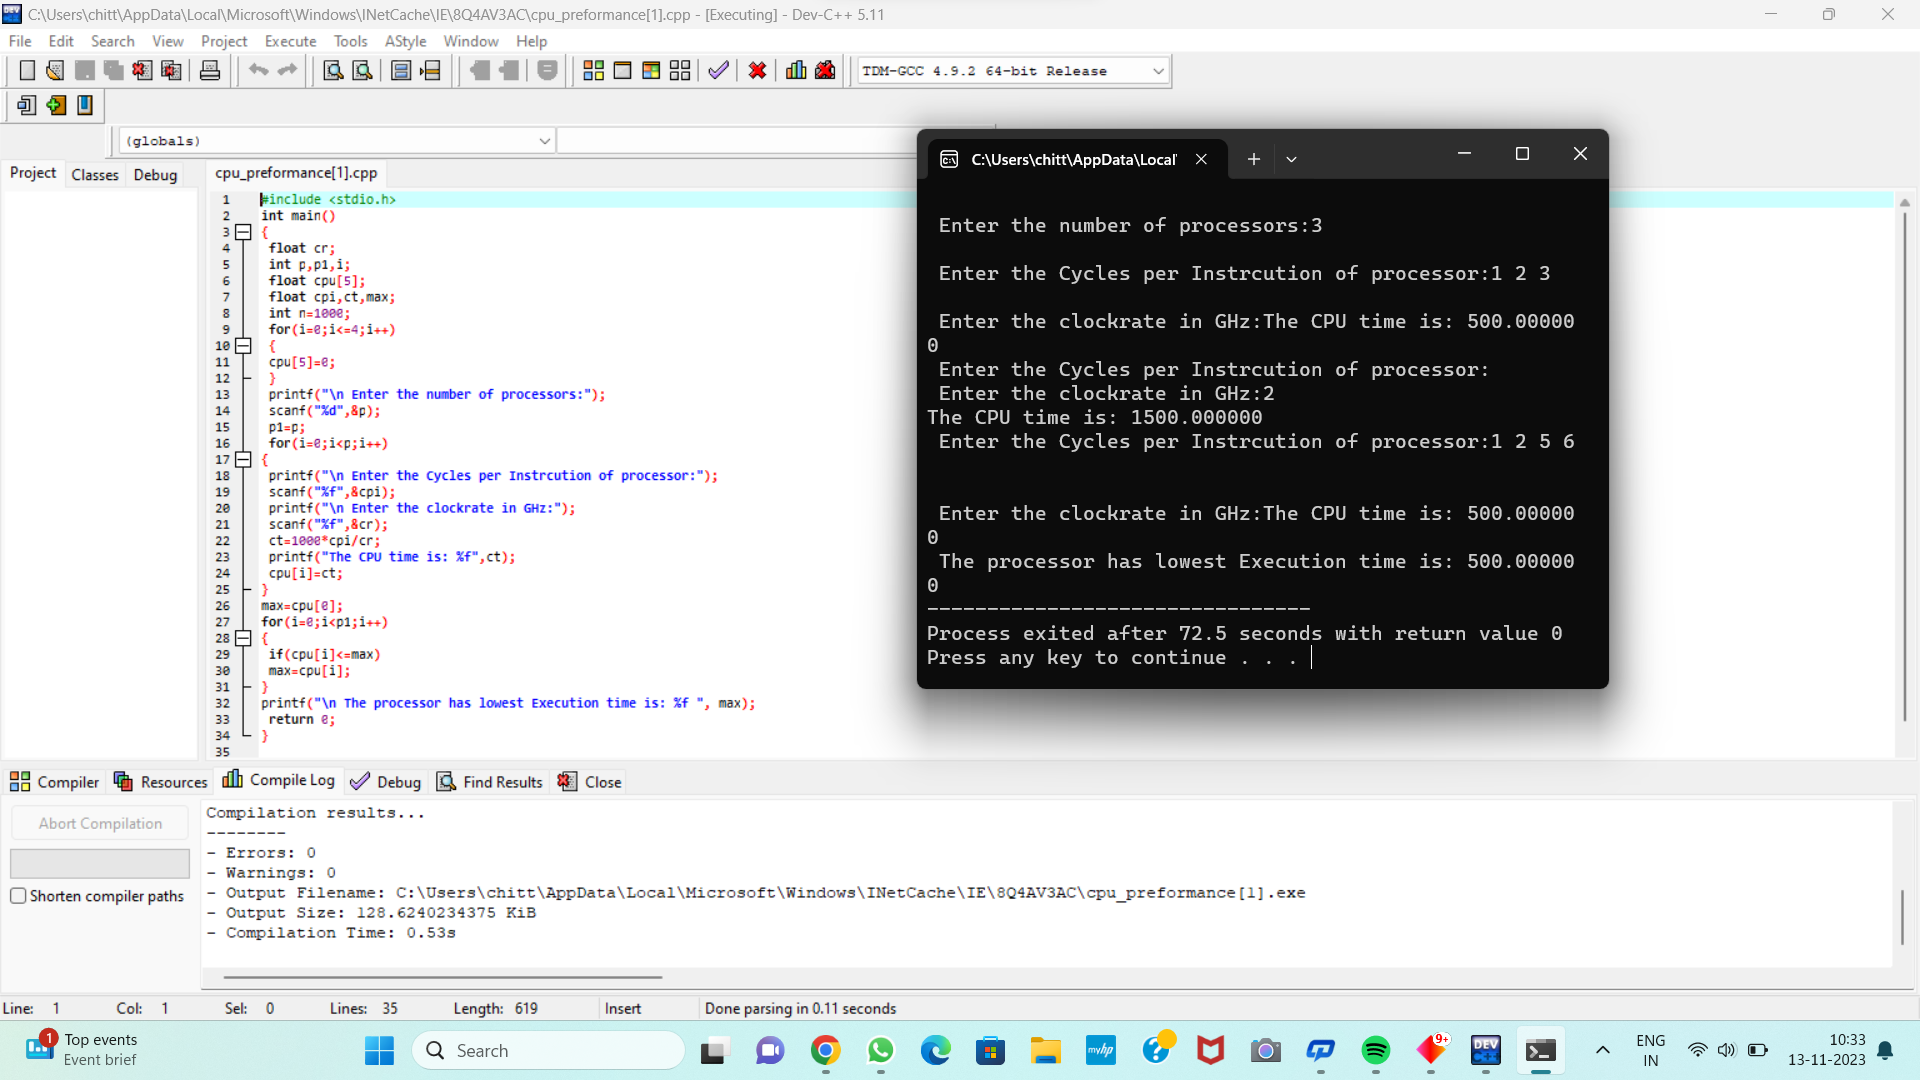 C:\Users\chitt\AppData\Local\Microsoft\Windows\INetCache\IE\8Q4AV3AC\cpu_preformance[1].cpp - [Executing] - Dev-C++ 5.11
File Edit Search View Project Execute Tools AStyle Window Help
TDM-GCC 4.9.2 64-bit Release
(globals)
Project Classes Debug
cpu_preformance[1].cpp
1 #include <stdio.h>
2 int main()
3 {
4 float cr;
5 int p,p1,i;
6 float cpu[5];
7 float cpi,ct,max;
8 int n=1000;
9 for(i=0;i<=4;i++)
10 {
11 cpu[5]=0;
12 }
13 printf("\n Enter the number of processors:");
14 scanf("%d",&p);
15 p1=p;
16 for(i=0;i<p;i++)
17 {
18 printf("\n Enter the Cycles per Instrcution of processor:");
19 scanf("%f",&cpi);
20 printf("\n Enter the clockrate in GHz:");
21 scanf("%f",&cr);
22 ct=1000*cpi/cr;
23 printf("The CPU time is: %f",ct);
24 cpu[i]=ct;
25 }
26 max=cpu[0];
27 for(i=0;i<p1;i++)
28 {
29 if(cpu[i]<=max)
30 max=cpu[i];
31 }
32 printf("\n The processor has lowest Execution time is: %f ", max);
33 return 0;
34 }
35
C:\Users\chitt\AppData\Local\
Enter the number of processors:3
Enter the Cycles per Instrcution of processor:1 2 3
Enter the clockrate in GHz:The CPU time is: 500.00000
0
Enter the Cycles per Instrcution of processor:
Enter the clockrate in GHz:2
The CPU time is: 1500.000000
Enter the Cycles per Instrcution of processor:1 2 5 6
Enter the clockrate in GHz:The CPU time is: 500.00000
0
The processor has lowest Execution time is: 500.00000
0
--------------------------------
Process exited after 72.5 seconds with return value 0
Press any key to continue . . .
Compiler Resources Compile Log Debug Find Results Close
Abort Compilation
Shorten compiler paths
Compilation results...
--------
- Errors: 0
- Warnings: 0
- Output Filename: C:\Users\chitt\AppData\Local\Microsoft\Windows\INetCache\IE\8Q4AV3AC\cpu_preformance[1].exe
- Output Size: 128.6240234375 KiB
- Compilation Time: 0.53s
Line: 1 Col: 1 Sel: 0 Lines: 35 Length: 619 Insert Done parsing in 0.11 seconds
1
Top events
Event brief
Search
myhp
9+
DEV
ENG
IN
10:33
13-11-2023